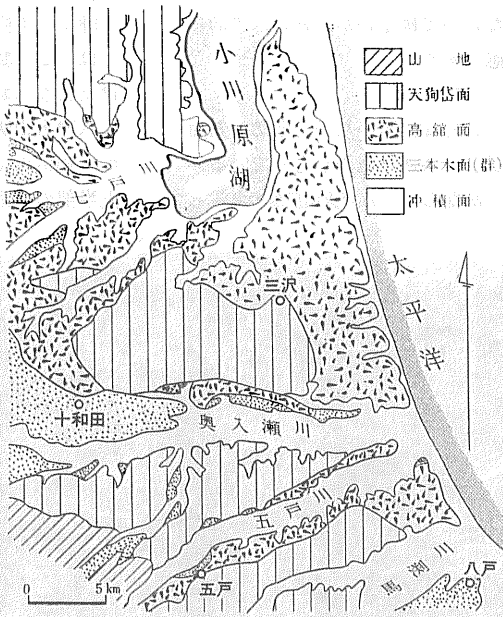 山 地
天狗岱面
高舘面
三本木面(群)
沖積面
小川原湖
七戸川
三沢
太平洋
十和田
奥入瀬川
五戸川
五戸
馬淵川
八戸
0 5km